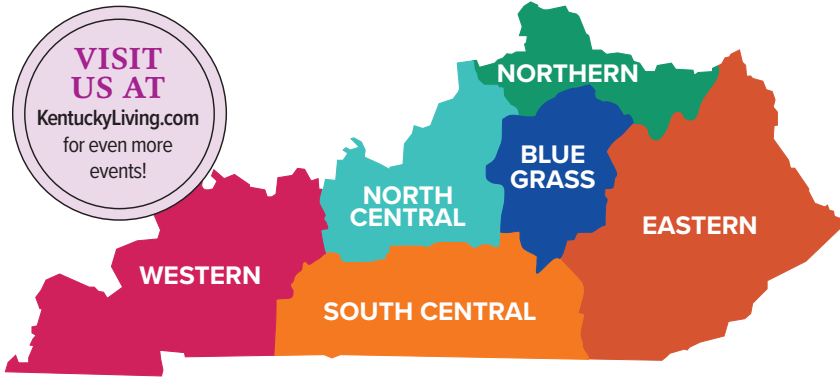 VISIT
US AT
KentuckyLiving.com
for even more
events!
NORTHERN
BLUE
GRASS
NORTH
CENTRAL
EASTERN
WESTERN
SOUTH CENTRAL